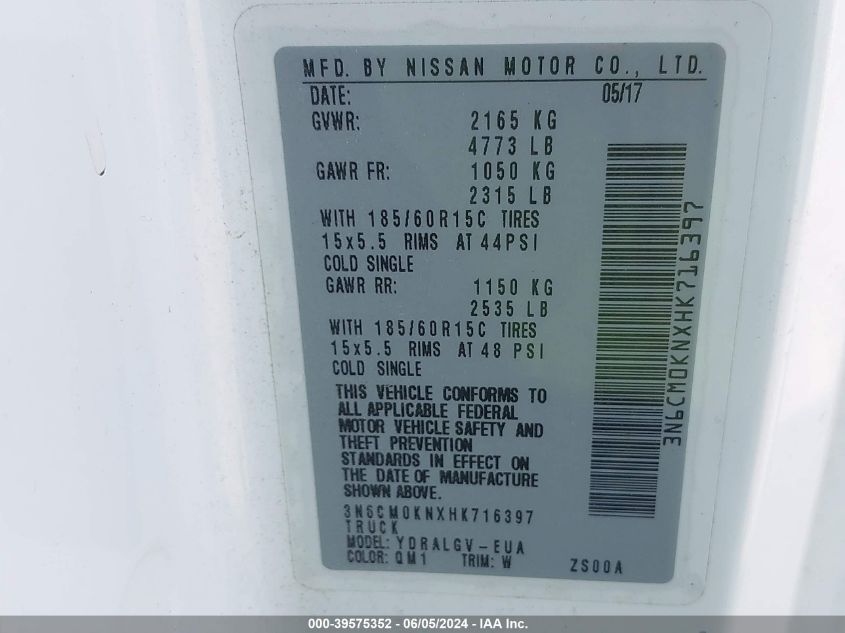 MFD. BY NISSAN MOTOR CO., LTD.
DATE: 05/17
GVWR: 2165 KG
4773 LB
GAWR FR: 1050 KG
2315 LB
WITH 185/60R15C TIRES
15x5.5 RIMS AT 44PSI
COLD SINGLE
GAWR RR: 1150 KG
2535 LB
WITH 185/60R15C TIRES
15x5.5 RIMS AT 48 PSI
COLD SINGLE
THIS VEHICLE CONFORMS TO
ALL APPLICABLE FEDERAL
MOTOR VEHICLE SAFETY AND
THEFT PREVENTION
STANDARDS IN EFFECT ON
THE DATE OF MANUFACTURE
SHOWN ABOVE.
3N6CM0KNXHK716397
TRUCK
MODEL: YDRALGV-EUA
COLOR: QM1 TRIM: W ZS00A
3N6CM0KNXHK716397
000-39575352 - 06/05/2024 - IAA Inc.